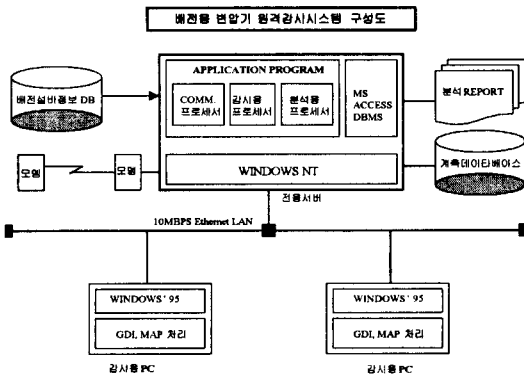 배전용 변압기 원격감시시스템 구성도
APPLICATION PROGRAM
COMM.
프로세서
감시용
프로세서
분석용
프로세서
MS
ACCESS
DBMS
배전설비정보 DB
분석 REPORT
모뎀
모뎀
WINDOWS NT
계측데이타베이스
전용서버
10MBPS Ethernet LAN
WINDOWS ' 95
GDI, MAP 처리
감시용 PC
WINDOWS ' 95
GDI, MAP 처리
감시용 PC